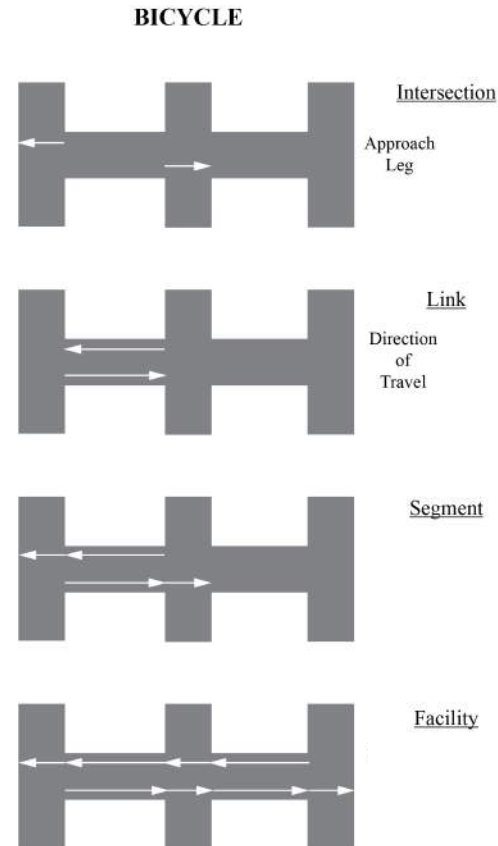 BICYCLE
Intersection
Approach
Leg
Link
Direction
of
Travel
Segment
Facility